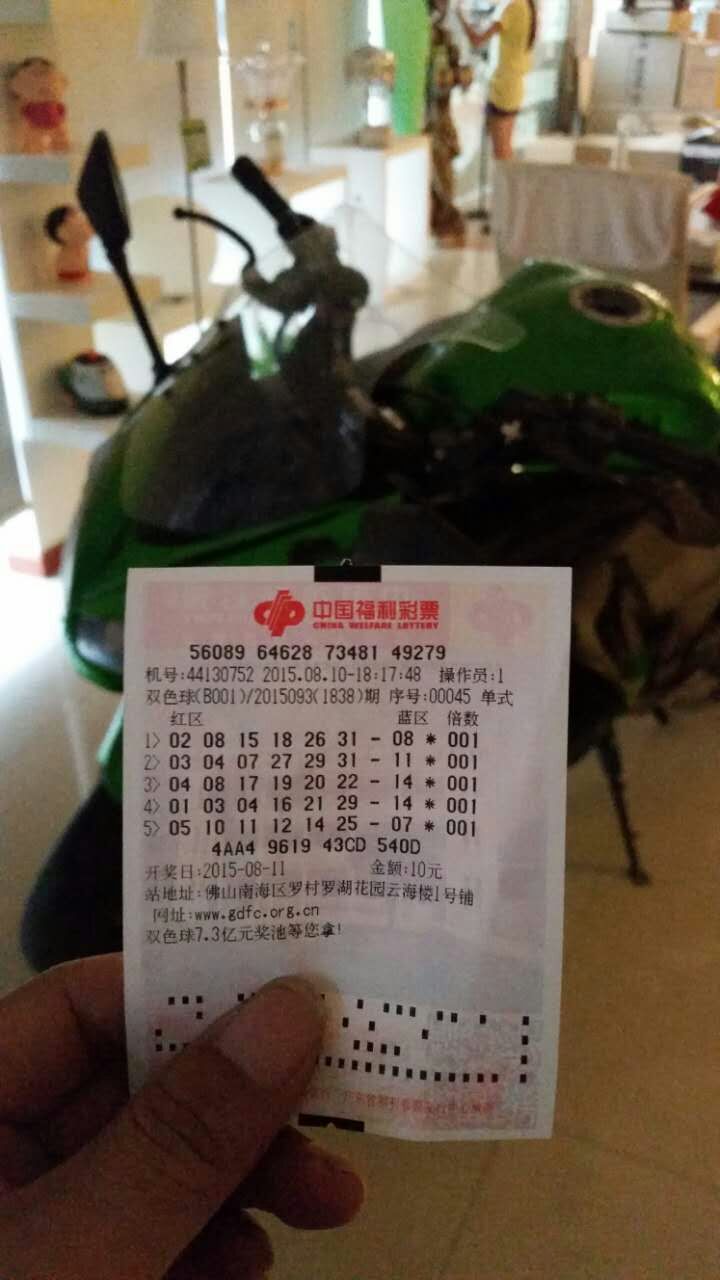 中国福利彩票
CHINA WELFARE LOTTERY
56089 64628 73481 49279
机号:44130752 2015.08.10-18:17:48 操作员:1
双色球(B001)/2015093(1838)期 序号:00045 单式
红区 蓝区 倍数
1> 02 08 15 18 26 31 - 08 * 001
2> 03 04 07 27 29 31 - 11 * 001
3> 04 08 17 19 20 22 - 14 * 001
4> 01 03 04 16 21 29 - 14 * 001
5> 05 10 11 12 14 25 - 07 * 001
4AA4 9619 43CD 540D
开奖日:2015-08-11 金额:10元
站地址:佛山南海区罗村罗湖花园云海楼1号铺
网址:www.gdfc.org.cn
双色球7.3亿元奖池等您拿!